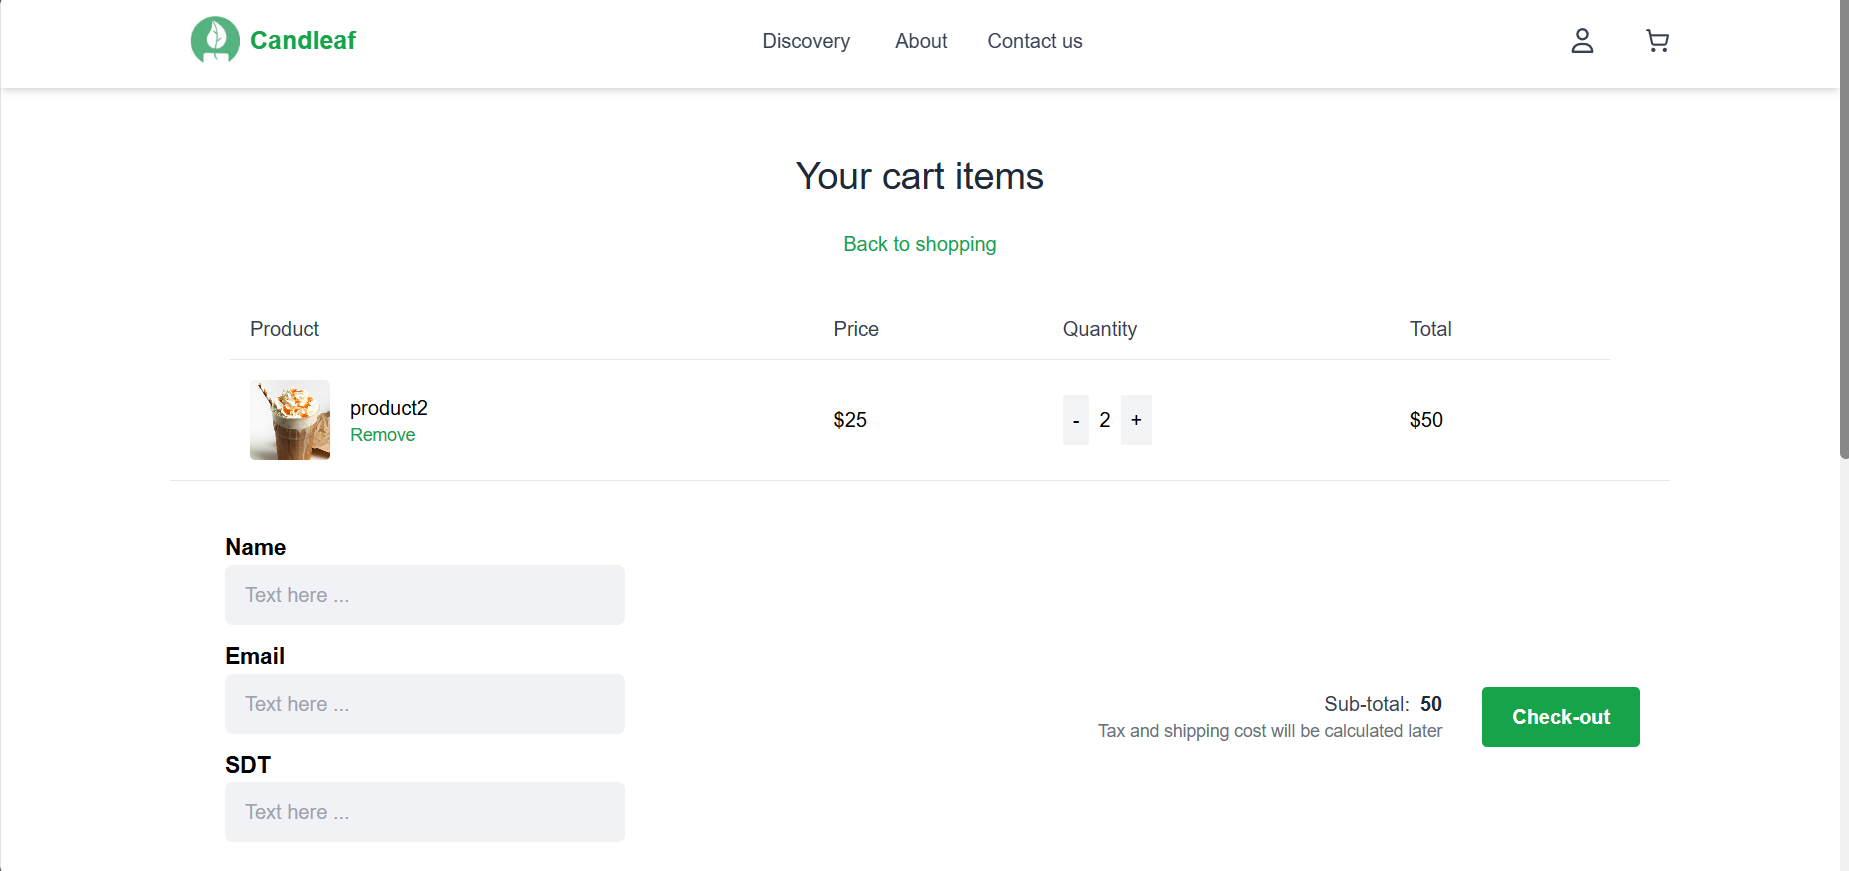 Candleaf
Discovery About Contact us
Your cart items
Back to shopping
Product Price Quantity Total
product2
Remove
$25
- 2 +
$50
Name
Text here ...
Email
Text here ...
SDT
Text here ...
Sub-total: 50
Tax and shipping cost will be calculated later
Check-out